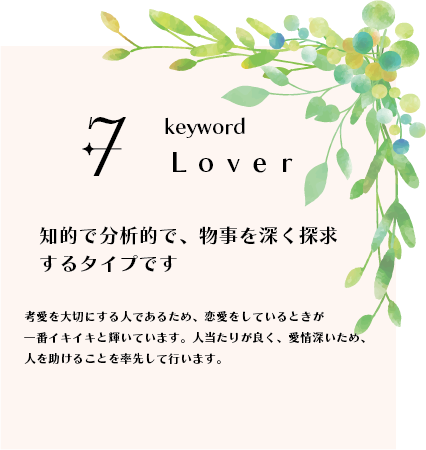 7
keyword
Lover
知的で分析的で、物事を深く探求
するタイプです
考愛を大切にする人であるため、恋愛をしているときが
一番イキイキと輝いています。人当たりが良く、愛情深いため、
人を助けることを率先して行います。